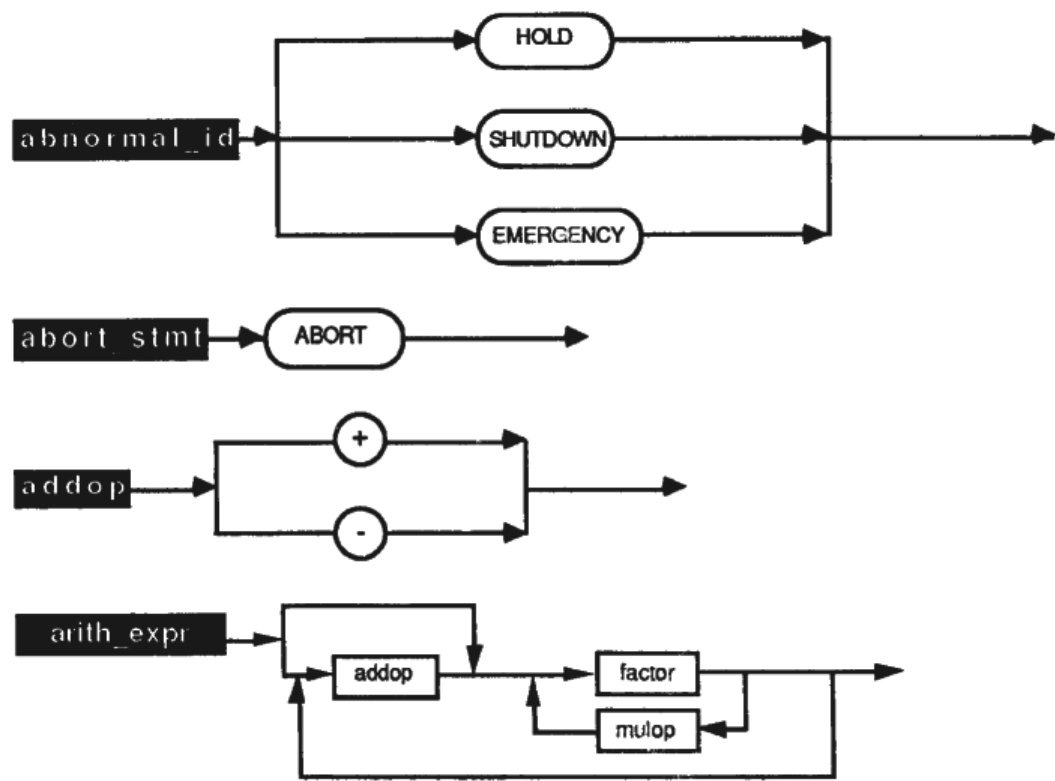 HOLD
abnormal_id
SHUTDOWN
EMERGENCY
abort_stmt
ABORT
+
addop
-
arith_expr
addop
factor
mulop